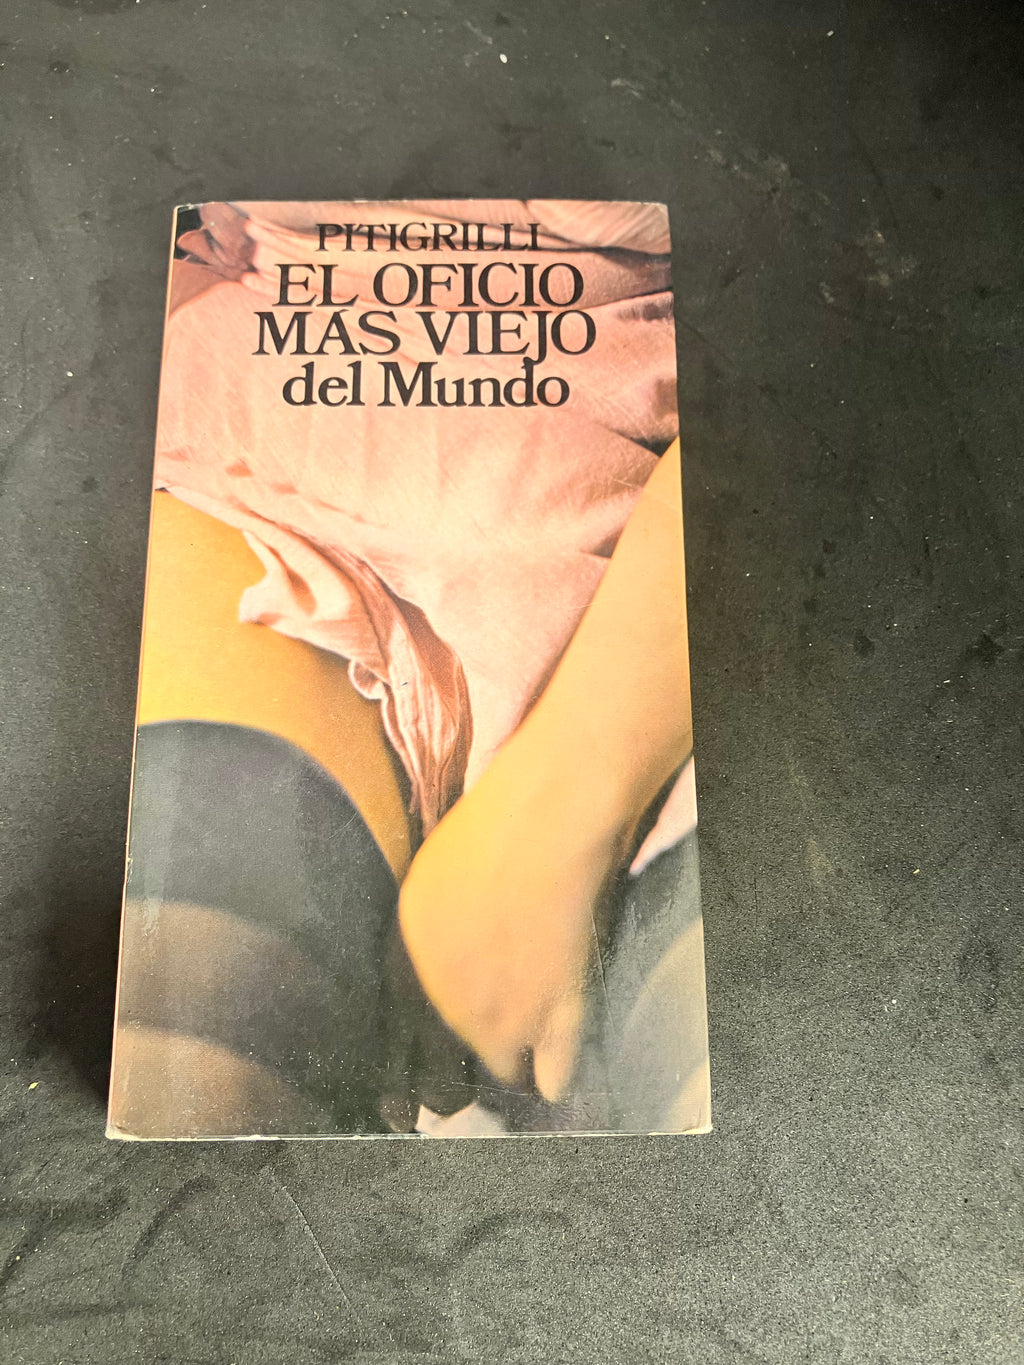 PITIGRILLI
EL OFICIO
MÁS VIEJO
del Mundo